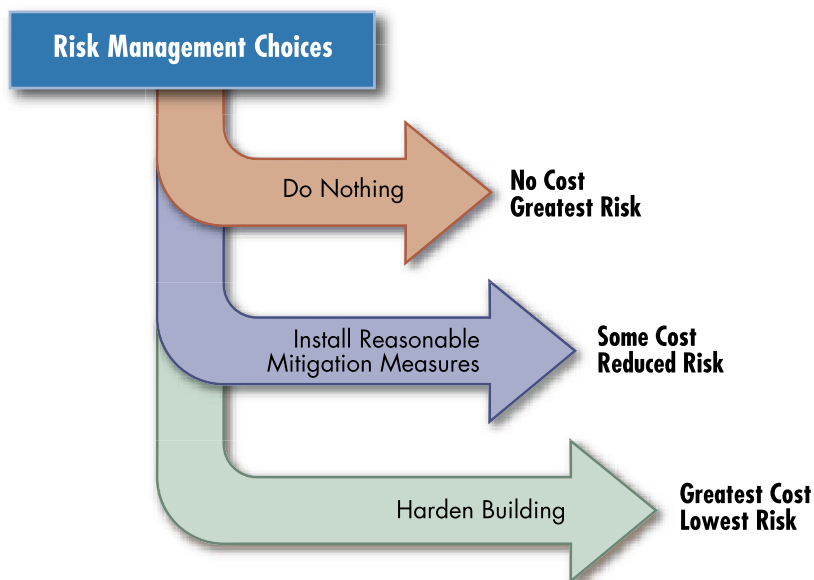 Risk Management Choices
Do Nothing
No Cost
Greatest Risk
Install Reasonable
Mitigation Measures
Some Cost
Reduced Risk
Harden Building
Greatest Cost
Lowest Risk